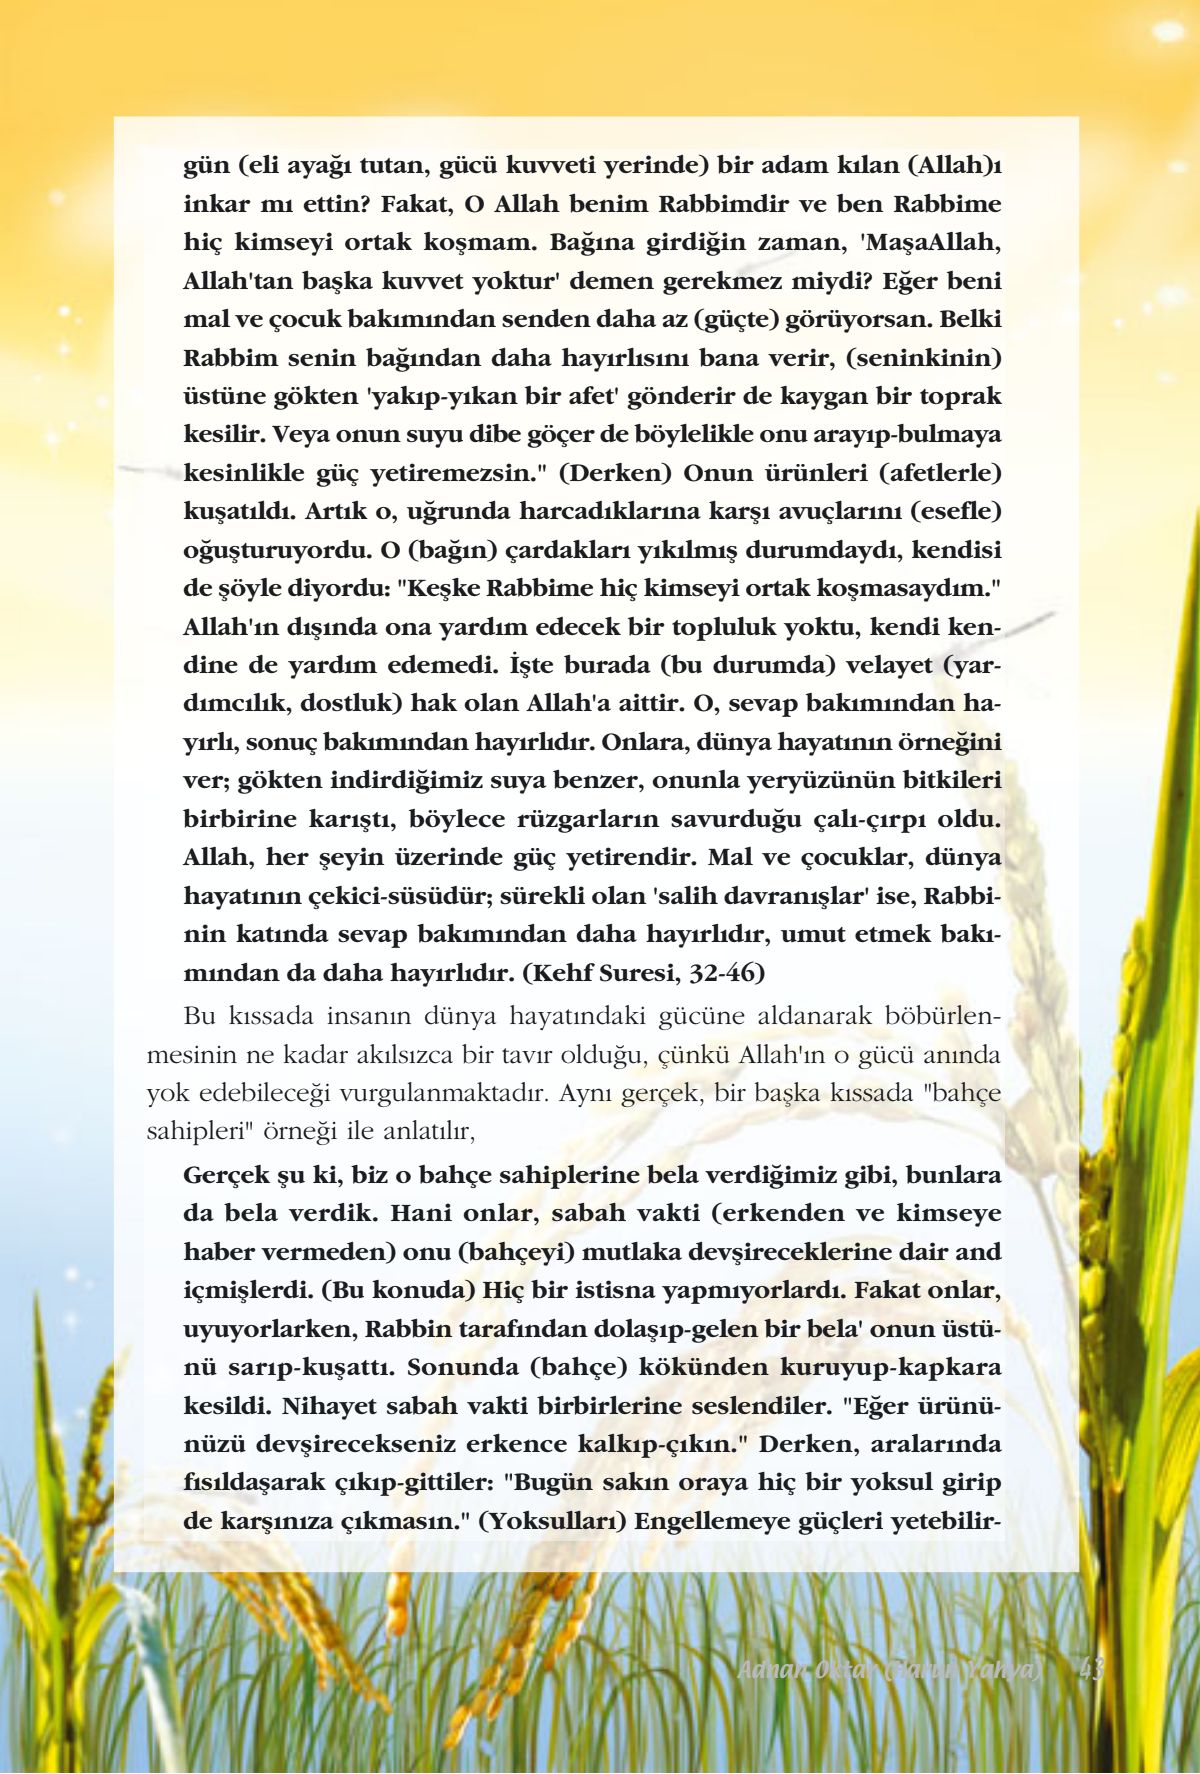 gün (eli ayağı tutan, gücü kuvveti yerinde) bir adam kılan (Allah)ı
inkar mı ettin? Fakat, O Allah benim Rabbimdir ve ben Rabbime
hiç kimseyi ortak koşmam. Bağına girdiğin zaman, 'MaşaAllah,
Allah'tan başka kuvvet yoktur' demen gerekmez miydi? Eğer beni
mal ve çocuk bakımından senden daha az (güçte) görüyorsan. Belki
Rabbim senin bağından daha hayırlısını bana verir, (seninkinin)
üstüne gökten 'yakıp-yıkan bir afet' gönderir de kaygan bir toprak
kesilir. Veya onun suyu dibe göçer de böylelikle onu arayıp-bulmaya
kesinlikle güç yetiremezsin." (Derken) Onun ürünleri (afetlerle)
kuşatıldı. Artık o, uğrunda harcadıklarına karşı avuçlarını (esefle)
oğuşturuyordu. O (bağın) çardakları yıkılmış durumdaydı, kendisi
de şöyle diyordu: "Keşke Rabbime hiç kimseyi ortak koşmasaydım."
Allah'ın dışında ona yardım edecek bir topluluk yoktu, kendi ken-
dine de yardım edemedi. İşte burada (bu durumda) velayet (yar-
dımcılık, dostluk) hak olan Allah'a aittir. O, sevap bakımından ha-
yırlı, sonuç bakımından hayırlıdır. Onlara, dünya hayatının örneğini
ver; gökten indirdiğimiz suya benzer, onunla yeryüzünün bitkileri
birbirine karıştı, böylece rüzgarların savurduğu çalı-çırpı oldu.
Allah, her şeyin üzerinde güç yetirendir. Mal ve çocuklar, dünya
hayatının çekici-süsüdür; sürekli olan 'salih davranışlar' ise, Rabbi-
nin katında sevap bakımından daha hayırlıdır, umut etmek bakı-
mından da daha hayırlıdır. (Kehf Suresi, 32-46)
Bu kıssada insanın dünya hayatındaki gücüne aldanarak böbürlen-
mesinin ne kadar akılsızca bir tavır olduğu, çünkü Allah'ın o gücü anında
yok edebileceği vurgulanmaktadır. Aynı gerçek, bir başka kıssada "bahçe
sahipleri" örneği ile anlatılır,
Gerçek şu ki, biz o bahçe sahiplerine bela verdiğimiz gibi, bunlara
da bela verdik. Hani onlar, sabah vakti (erkenden ve kimseye
haber vermeden) onu (bahçeyi) mutlaka devşireceklerine dair and
içmişlerdi. (Bu konuda) Hiç bir istisna yapmıyorlardı. Fakat onlar,
uyuyorlarken, Rabbin tarafından dolaşıp-gelen bir bela' onun üstü-
nü sarıp-kuşattı. Sonunda (bahçe) kökünden kuruyup-kapkara
kesildi. Nihayet sabah vakti birbirlerine seslendiler. "Eğer ürünü-
nüzü devşirecekseniz erkence kalkıp-çıkın." Derken, aralarında
fısıldaşarak çıkıp-gittiler: "Bugün sakın oraya hiç bir yoksul girip
de karşınıza çıkmasın." (Yoksulları) Engellemeye güçleri yetebilir-
Adnan Oktar (Harun Yahya) 43